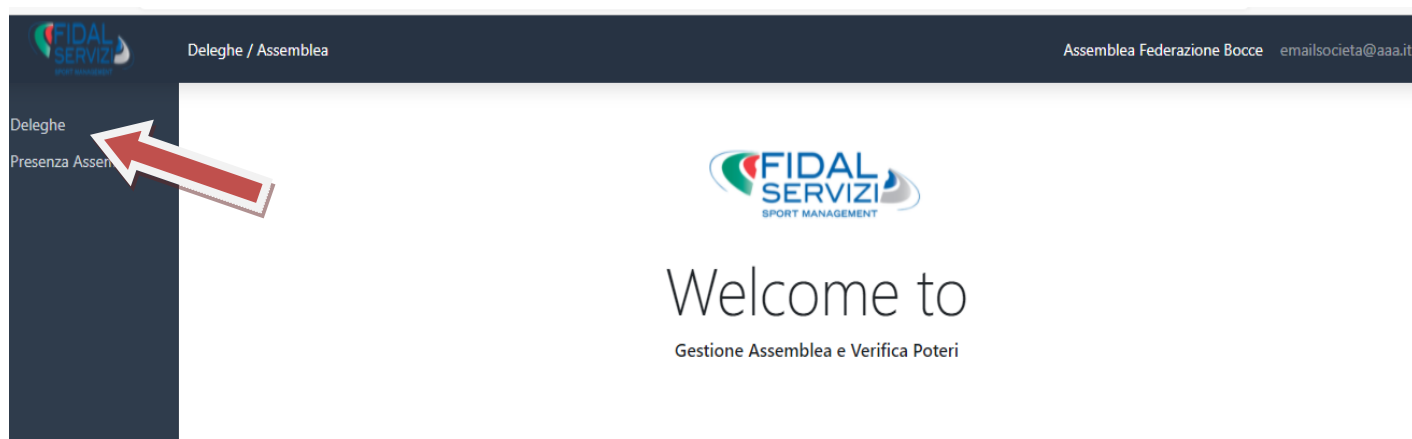 FIDAL
SERVIZI
SPORT MANAGEMENT
Deleghe / Assemblea
Assemblea Federazione Bocce emailsocieta@aaa.it
Deleghe
Presenza
FIDAL
SERVIZI
SPORT MANAGEMENT
Welcome to
Gestione Assemblea e Verifica Poteri